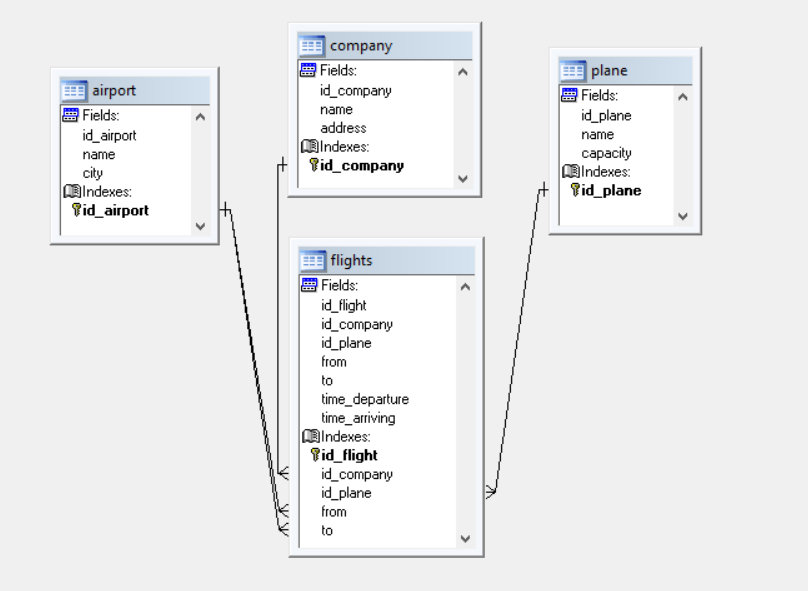 airport
Fields:
id_airport
name
city
Indexes:
id_airport
company
Fields:
id_company
name
address
Indexes:
id_company
plane
Fields:
id_plane
name
capacity
Indexes:
id_plane
flights
Fields:
id_flight
id_company
id_plane
from
to
time_departure
time_arriving
Indexes:
id_flight
id_company
id_plane
from
to